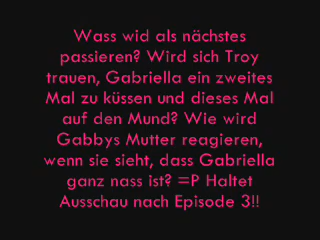 Wass wid als nächstes
passieren? Wird sich Troy
trauen, Gabriella ein zweites
Mal zu küssen und dieses Mal
auf den Mund? Wie wird
Gabbys Mutter reagieren,
wenn sie sieht, dass Gabriella
ganz nass ist? =P Haltet
Ausschau nach Episode 3!!